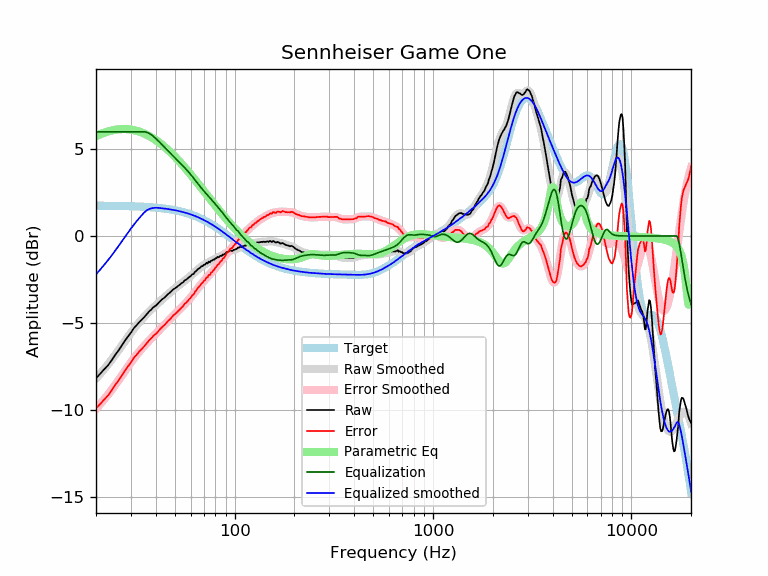 Sennheiser Game One
Amplitude (dBr)
5
0
−5
−10
−15
Target
Raw Smoothed
Error Smoothed
Raw
Error
Parametric Eq
Equalization
Equalized smoothed
100
1000
10000
Frequency (Hz)